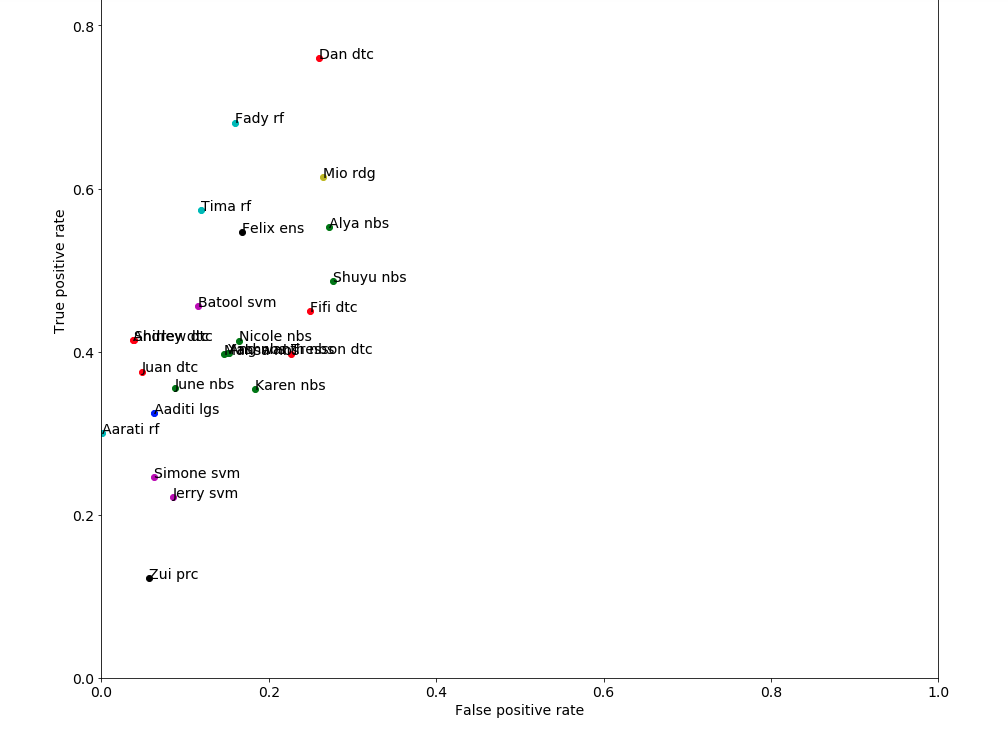 0.8
Dan dtc
Fady rf
Mio rdg
Tima rf
Alya nbs
Felix ens
Shuyu nbs
Batool svm
Fifi dtc
Nicole nbs
dtc
0.4
Juan dtc
June nbs
Karen nbs
Aaditi lgs
Aarati rf
Simone svm
Jerry svm
0.2
Zui prc
0.6
True positive rate
0.0
0.0 0.2 0.4 0.6 0.8 1.0
False positive rate